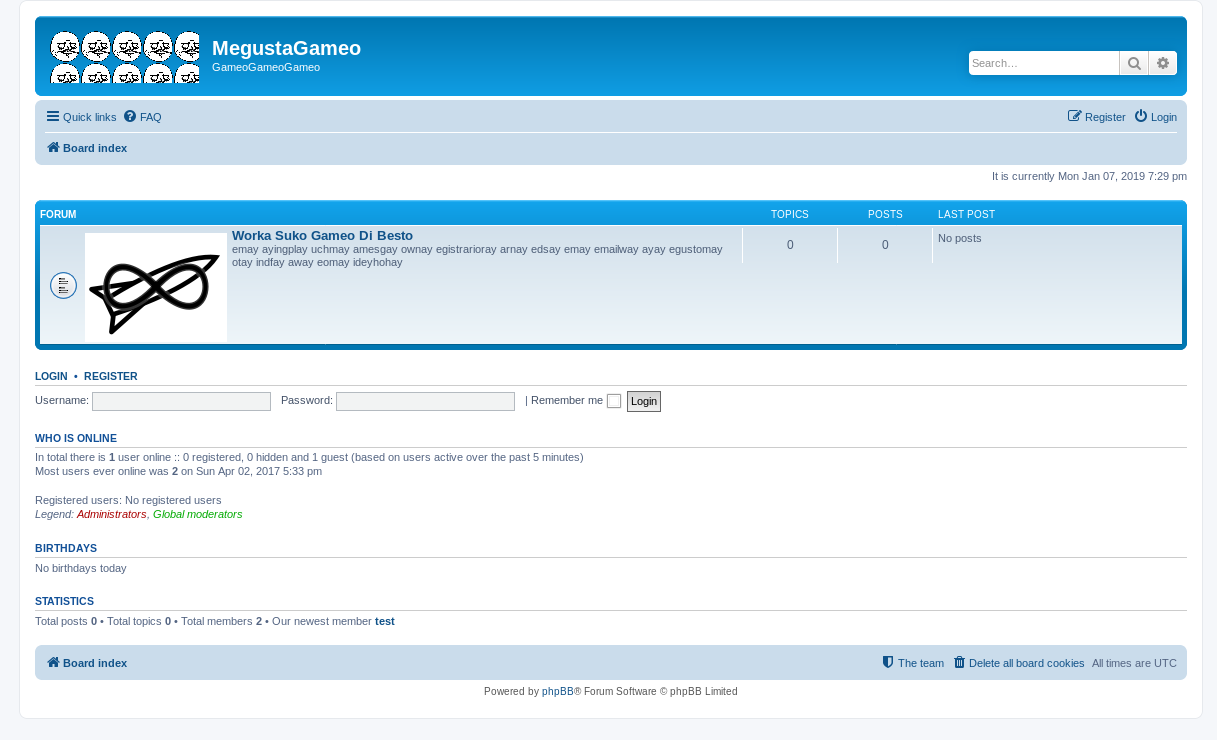 MegustaGameo
GameoGameoGameo
Search…
Quick links FAQ Register Login
Board index
It is currently Mon Jan 07, 2019 7:29 pm
FORUM TOPICS POSTS LAST POST
Worka Suko Gameo Di Besto 0 0 No posts
emay ayingplay uchmay amesgay ownay egistrarioray arnay edsay emay emailway ayay egustomay
otay indfay away eomay ideyhohay
LOGIN • REGISTER
Username: Password: | Remember me Login
WHO IS ONLINE
In total there is 1 user online :: 0 registered, 0 hidden and 1 guest (based on users active over the past 5 minutes)
Most users ever online was 2 on Sun Apr 02, 2017 5:33 pm
Registered users: No registered users
Legend: Administrators, Global moderators
BIRTHDAYS
No birthdays today
STATISTICS
Total posts 0 • Total topics 0 • Total members 2 • Our newest member test
Board index The team Delete all board cookies All times are UTC
Powered by phpBB® Forum Software © phpBB Limited